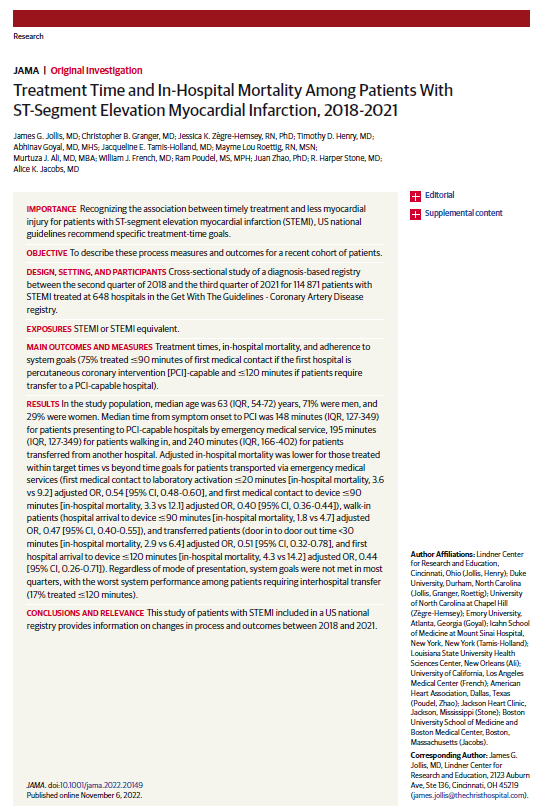 Research
JAMA | Original Investigation
Treatment Time and In-Hospital Mortality Among Patients With
ST-Segment Elevation Myocardial Infarction, 2018-2021
James G. Jollis, MD; Christopher B. Granger, MD; Jessica K. Zègre-Hemsey, RN, PhD; Timothy D. Henry, MD;
Abhinav Goyal, MD, MHS; Jacqueline E. Tamis-Holland, MD; Mayme Lou Roettig, RN, MSN;
Murtuza J. Ali, MD, MBA; William J. French, MD; Ram Poudel, MS, MPH; Juan Zhao, PhD; R. Harper Stone, MD;
Alice K. Jacobs, MD
IMPORTANCE Recognizing the association between timely treatment and less myocardial
injury for patients with ST-segment elevation myocardial infarction (STEMI), US national
guidelines recommend specific treatment-time goals.
OBJECTIVE To describe these process measures and outcomes for a recent cohort of patients.
DESIGN, SETTING, AND PARTICIPANTS Cross-sectional study of a diagnosis-based registry
between the second quarter of 2018 and the third quarter of 2021 for 114 871 patients with
STEMI treated at 648 hospitals in the Get With The Guidelines - Coronary Artery Disease
registry.
EXPOSURES STEMI or STEMI equivalent.
MAIN OUTCOMES AND MEASURES Treatment times, in-hospital mortality, and adherence to
system goals (75% treated ≤90 minutes of first medical contact if the first hospital is
percutaneous coronary intervention [PCI]-capable and ≤120 minutes if patients require
transfer to a PCI-capable hospital).
RESULTS In the study population, median age was 63 (IQR, 54-72) years, 71% were men, and
29% were women. Median time from symptom onset to PCI was 148 minutes (IQR, 127-349)
for patients presenting to PCI-capable hospitals by emergency medical service, 195 minutes
(IQR, 127-349) for patients walking in, and 240 minutes (IQR, 166-402) for patients
transferred from another hospital. Adjusted in-hospital mortality was lower for those treated
within target times vs beyond time goals for patients transported via emergency medical
services (first medical contact to laboratory activation ≤20 minutes [in-hospital mortality, 3.6
vs 9.2] adjusted OR, 0.54 [95% CI, 0.48-0.60], and first medical contact to device ≤90
minutes [in-hospital mortality, 3.3 vs 12.1] adjusted OR, 0.40 [95% CI, 0.36-0.44]), walk-in
patients (hospital arrival to device ≤90 minutes [in-hospital mortality, 1.8 vs 4.7] adjusted
OR, 0.47 [95% CI, 0.40-0.55]), and transferred patients (door in to door out time <30
minutes [in-hospital mortality, 2.9 vs 6.4] adjusted OR, 0.51 [95% CI, 0.32-0.78], and first
hospital arrival to device ≤120 minutes [in-hospital mortality, 4.3 vs 14.2] adjusted OR, 0.44
[95% CI, 0.26-0.71]). Regardless of mode of presentation, system goals were not met in most
quarters, with the worst system performance among patients requiring interhospital transfer
(17% treated ≤120 minutes).
CONCLUSIONS AND RELEVANCE This study of patients with STEMI included in a US national
registry provides information on changes in process and outcomes between 2018 and 2021.
JAMA. doi:10.1001/jama.2022.20149
Published online November 6, 2022.
Editorial
Supplemental content
Author Affiliations: Lindner Center
for Research and Education,
Cincinnati, Ohio (Jollis, Henry); Duke
University, Durham, North Carolina
(Jollis, Granger, Roettig); University
of North Carolina at Chapel Hill
(Zègre-Hemsey); Emory University,
Atlanta, Georgia (Goyal); Icahn School
of Medicine at Mount Sinai Hospital,
New York, New York (Tamis-Holland);
Louisiana State University Health
Sciences Center, New Orleans (Ali);
University of California, Los Angeles
Medical Center (French); American
Heart Association, Dallas, Texas
(Poudel, Zhao); Jackson Heart Clinic,
Jackson, Mississippi (Stone); Boston
University School of Medicine and
Boston Medical Center, Boston,
Massachusetts (Jacobs).
Corresponding Author: James G.
Jollis, MD, Lindner Center for
Research and Education, 2123 Auburn
Ave, Ste 136, Cincinnati, OH 45219
(james.jollis@thechristhospital.com).